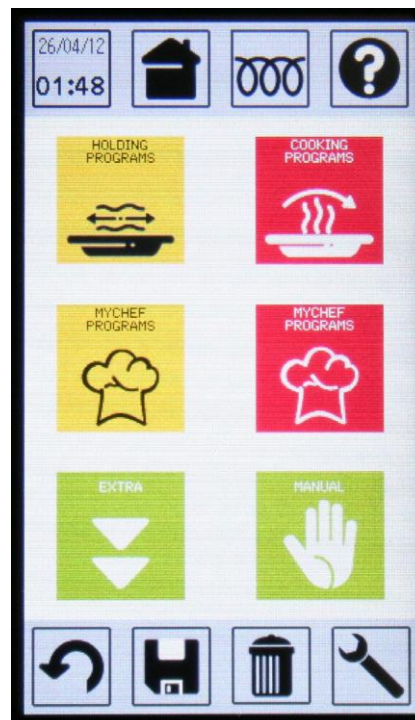 26/04/12
01:48
HOLDING
PROGRAMS
COOKING
PROGRAMS
MYCHEF
PROGRAMS
MYCHEF
PROGRAMS
EXTRA
MANUAL